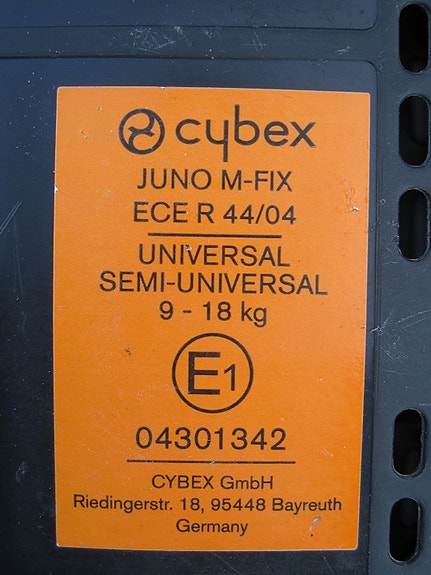 cybex
JUNO M-FIX
ECE R 44/04
UNIVERSAL
SEMI-UNIVERSAL
9 - 18 kg
E1
04301342
CYBEX GmbH
Riedingerstr. 18, 95448 Bayreuth
Germany